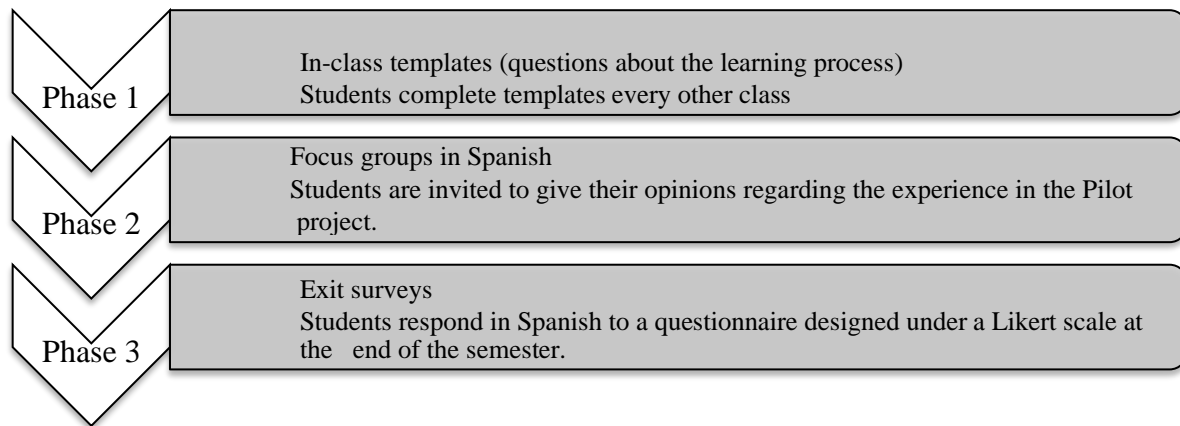 Phase 1
In-class templates (questions about the learning process)
Students complete templates every other class
Phase 2
Focus groups in Spanish
Students are invited to give their opinions regarding the experience in the Pilot
project.
Phase 3
Exit surveys
Students respond in Spanish to a questionnaire designed under a Likert scale at
the end of the semester.